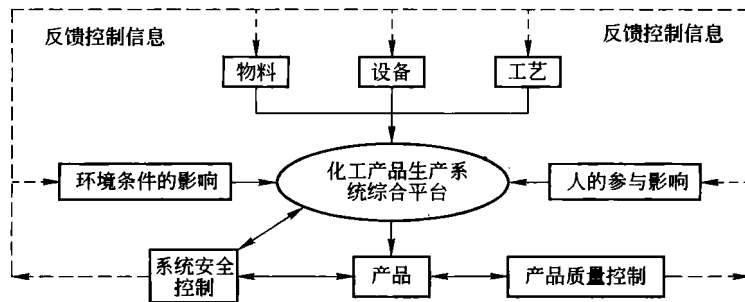 反馈控制信息
反馈控制信息
物料
设备
工艺
环境条件的影响
化工产品生产系
统综合平台
人的参与影响
系统安全
控制
产品
产品质量控制